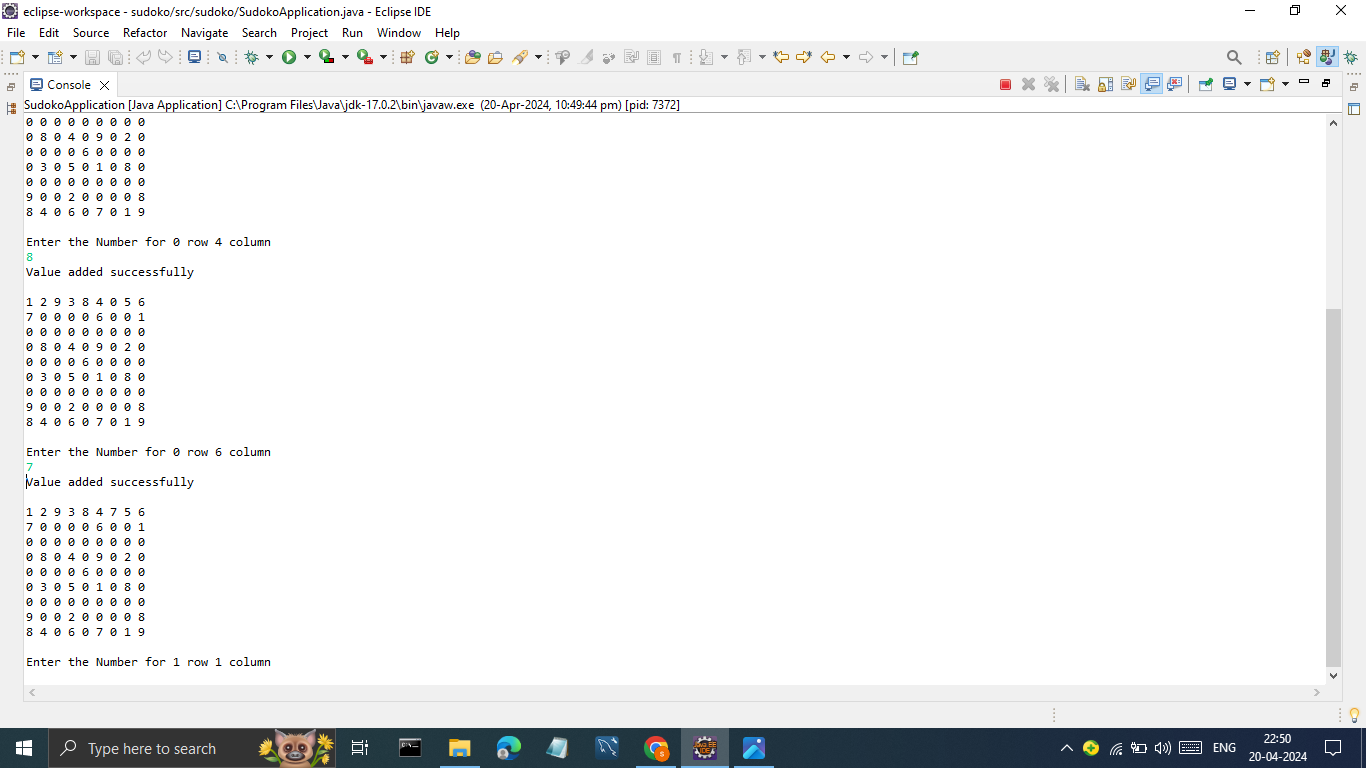 eclipse-workspace - sudoko/src/sudoko/SudokoApplication.java - Eclipse IDE
File Edit Source Refactor Navigate Search Project Run Window Help
Console
SudokoApplication [Java Application] C:\Program Files\Java\jdk-17.0.2\bin\javaw.exe (20-Apr-2024, 10:49:44 pm) [pid: 7372]
0 0 0 0 0 0 0 0 0
0 8 0 4 0 9 0 2 0
0 0 0 0 6 0 0 0 0
0 3 0 5 0 1 0 8 0
0 0 0 0 0 0 0 0 0
9 0 0 2 0 0 0 0 8
8 4 0 6 0 7 0 1 9
Enter the Number for 0 row 4 column
8
Value added successfully
1 2 9 3 8 4 0 5 6
7 0 0 0 0 6 0 0 1
0 0 0 0 0 0 0 0 0
0 8 0 4 0 9 0 2 0
0 0 0 0 6 0 0 0 0
0 3 0 5 0 1 0 8 0
0 0 0 0 0 0 0 0 0
9 0 0 2 0 0 0 0 8
8 4 0 6 0 7 0 1 9
Enter the Number for 0 row 6 column
7
Value added successfully
1 2 9 3 8 4 7 5 6
7 0 0 0 0 6 0 0 1
0 0 0 0 0 0 0 0 0
0 8 0 4 0 9 0 2 0
0 0 0 0 6 0 0 0 0
0 3 0 5 0 1 0 8 0
0 0 0 0 0 0 0 0 0
9 0 0 2 0 0 0 0 8
8 4 0 6 0 7 0 1 9
Enter the Number for 1 row 1 column
Type here to search
ENG
22:50
20-04-2024